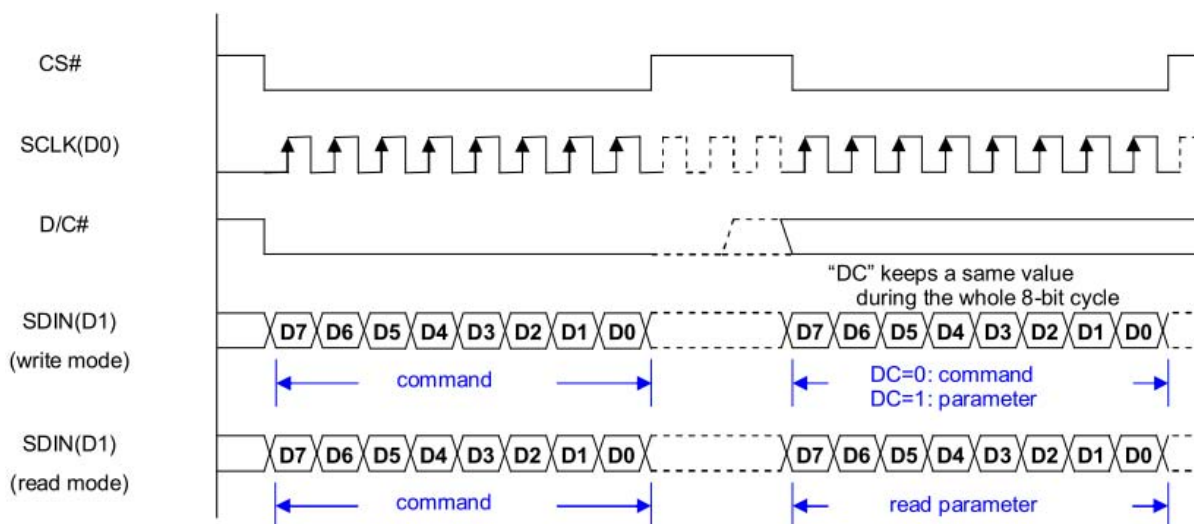 CS#
SCLK(D0)
D/C#
“DC” keeps a same value
during the whole 8-bit cycle
SDIN(D1)
(write mode)
D7 D6 D5 D4 D3 D2 D1 D0 D7 D6 D5 D4 D3 D2 D1 D0
command
DC=0: command
DC=1: parameter
SDIN(D1)
(read mode)
D7 D6 D5 D4 D3 D2 D1 D0 D7 D6 D5 D4 D3 D2 D1 D0
command
read parameter